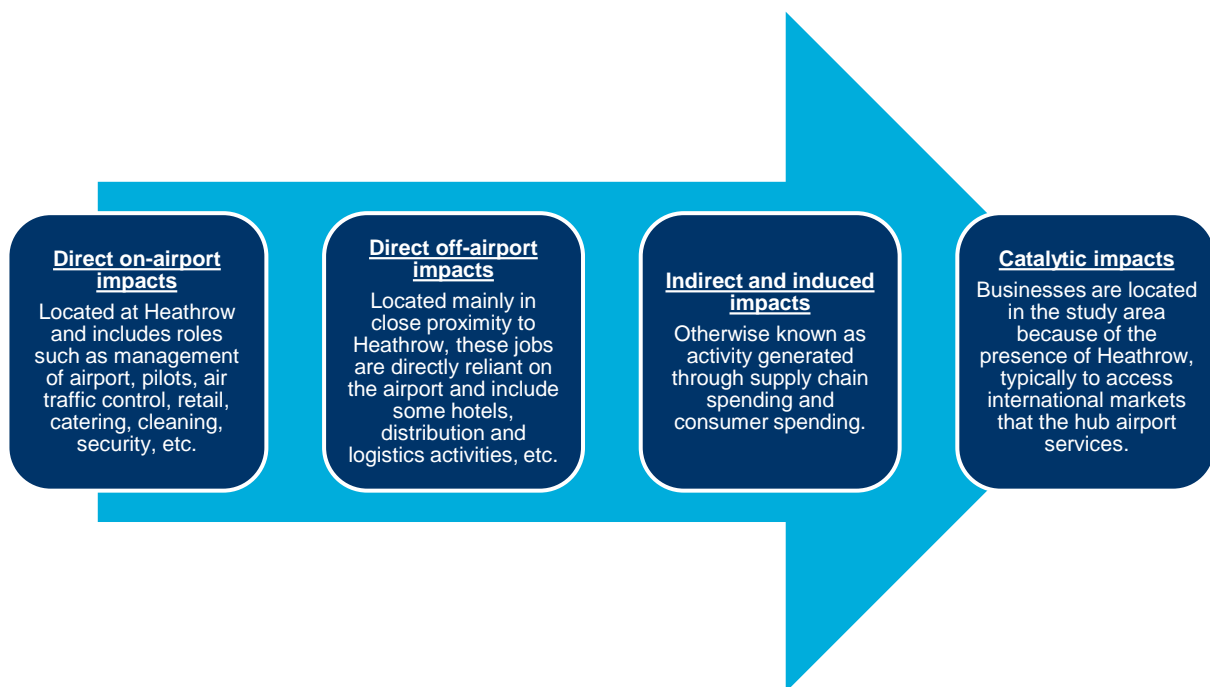 Direct on-airport
impacts
Located at Heathrow
and includes roles
such as management
of airport, pilots, air
traffic control, retail,
catering, cleaning,
security, etc.
Direct off-airport
impacts
Located mainly in
close proximity to
Heathrow, these jobs
are directly reliant on
the airport and include
some hotels,
distribution and
logistics activities, etc.
Indirect and induced
impacts
Otherwise known as
activity generated
through supply chain
spending and
consumer spending.
Catalytic impacts
Businesses are located
in the study area
because of the
presence of Heathrow,
typically to access
international markets
that the hub airport
services.